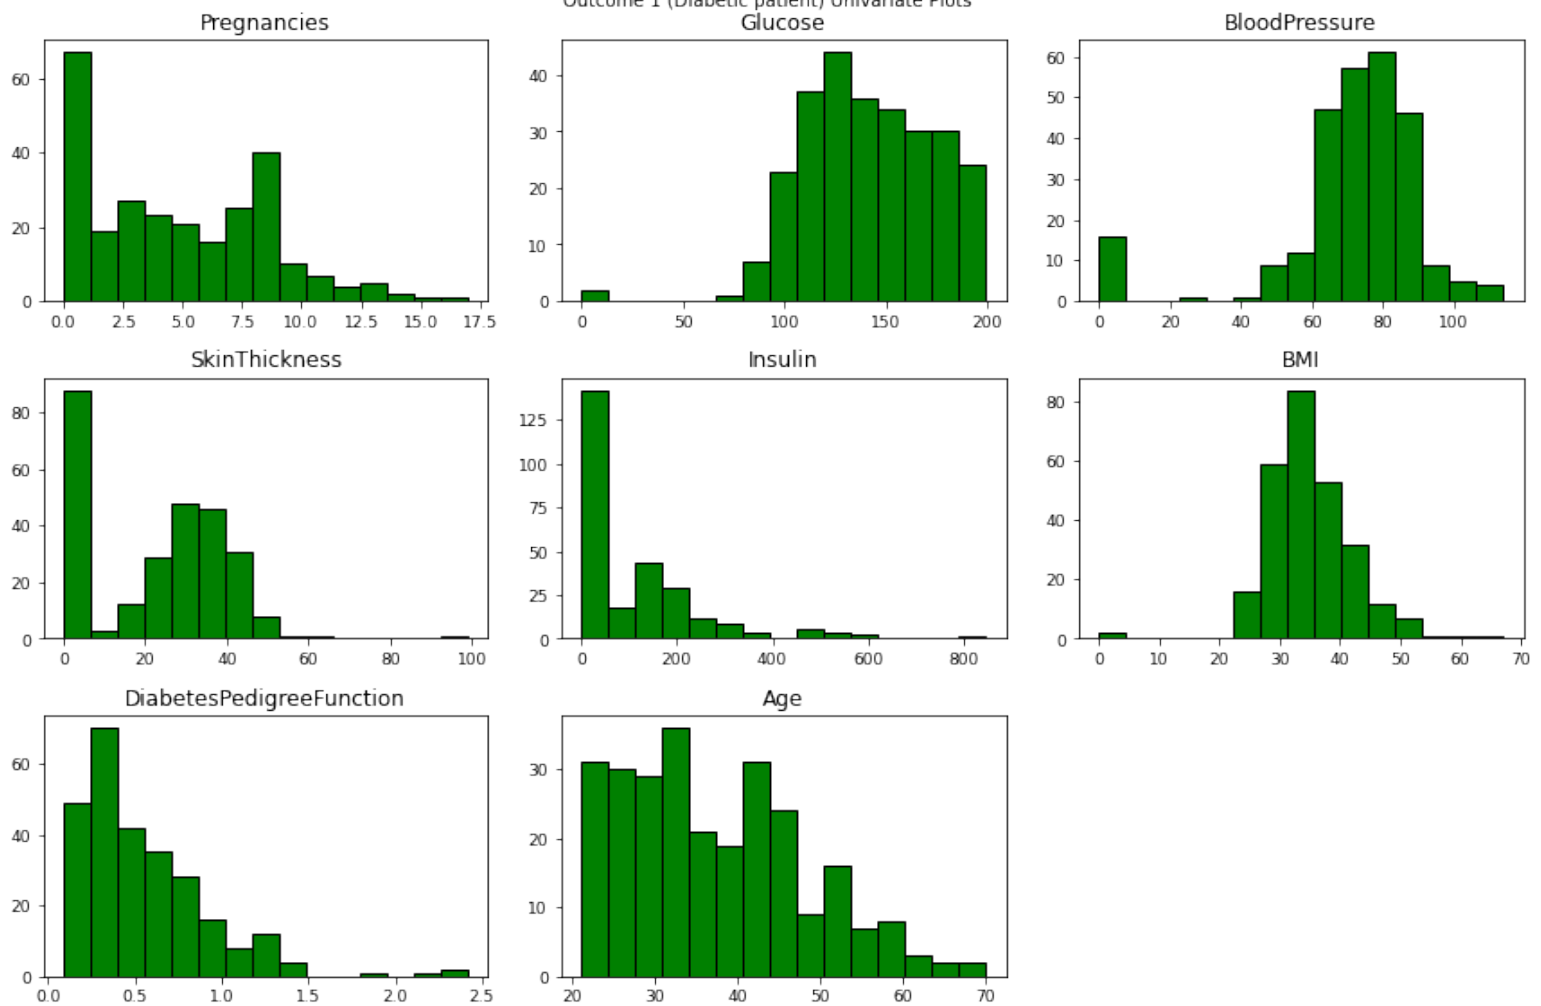 Outcome 1 (Diabetic patient) Univariate Plots
Pregnancies
60
40
20
0
0.0 2.5 5.0 7.5 10.0 12.5 15.0 17.5
Glucose
40
30
20
10
0
0 50 100 150 200
BloodPressure
60
50
40
30
20
10
0
0 20 40 60 80 100
SkinThickness
80
60
40
20
0
0 20 40 60 80 100
Insulin
125
100
75
50
25
0
0 200 400 600 800
BMI
80
60
40
20
0
0 10 20 30 40 50 60 70
DiabetesPedigreeFunction
60
40
20
0
0.0 0.5 1.0 1.5 2.0 2.5
Age
30
20
10
0
20 30 40 50 60 70